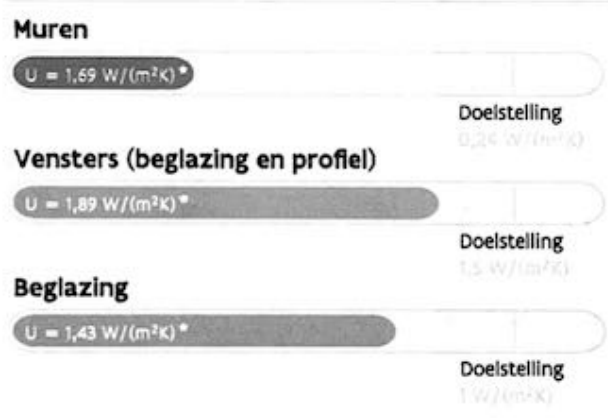 Muren
U = 1,69 W/(m²K)*
Doelstelling
0,24 W/(m²K)
Vensters (beglazing en profiel)
U = 1,89 W/(m²K)*
Doelstelling
1,5 W/(m²K)
Beglazing
U = 1,43 W/(m²K)*
Doelstelling
1 W/(m²K)